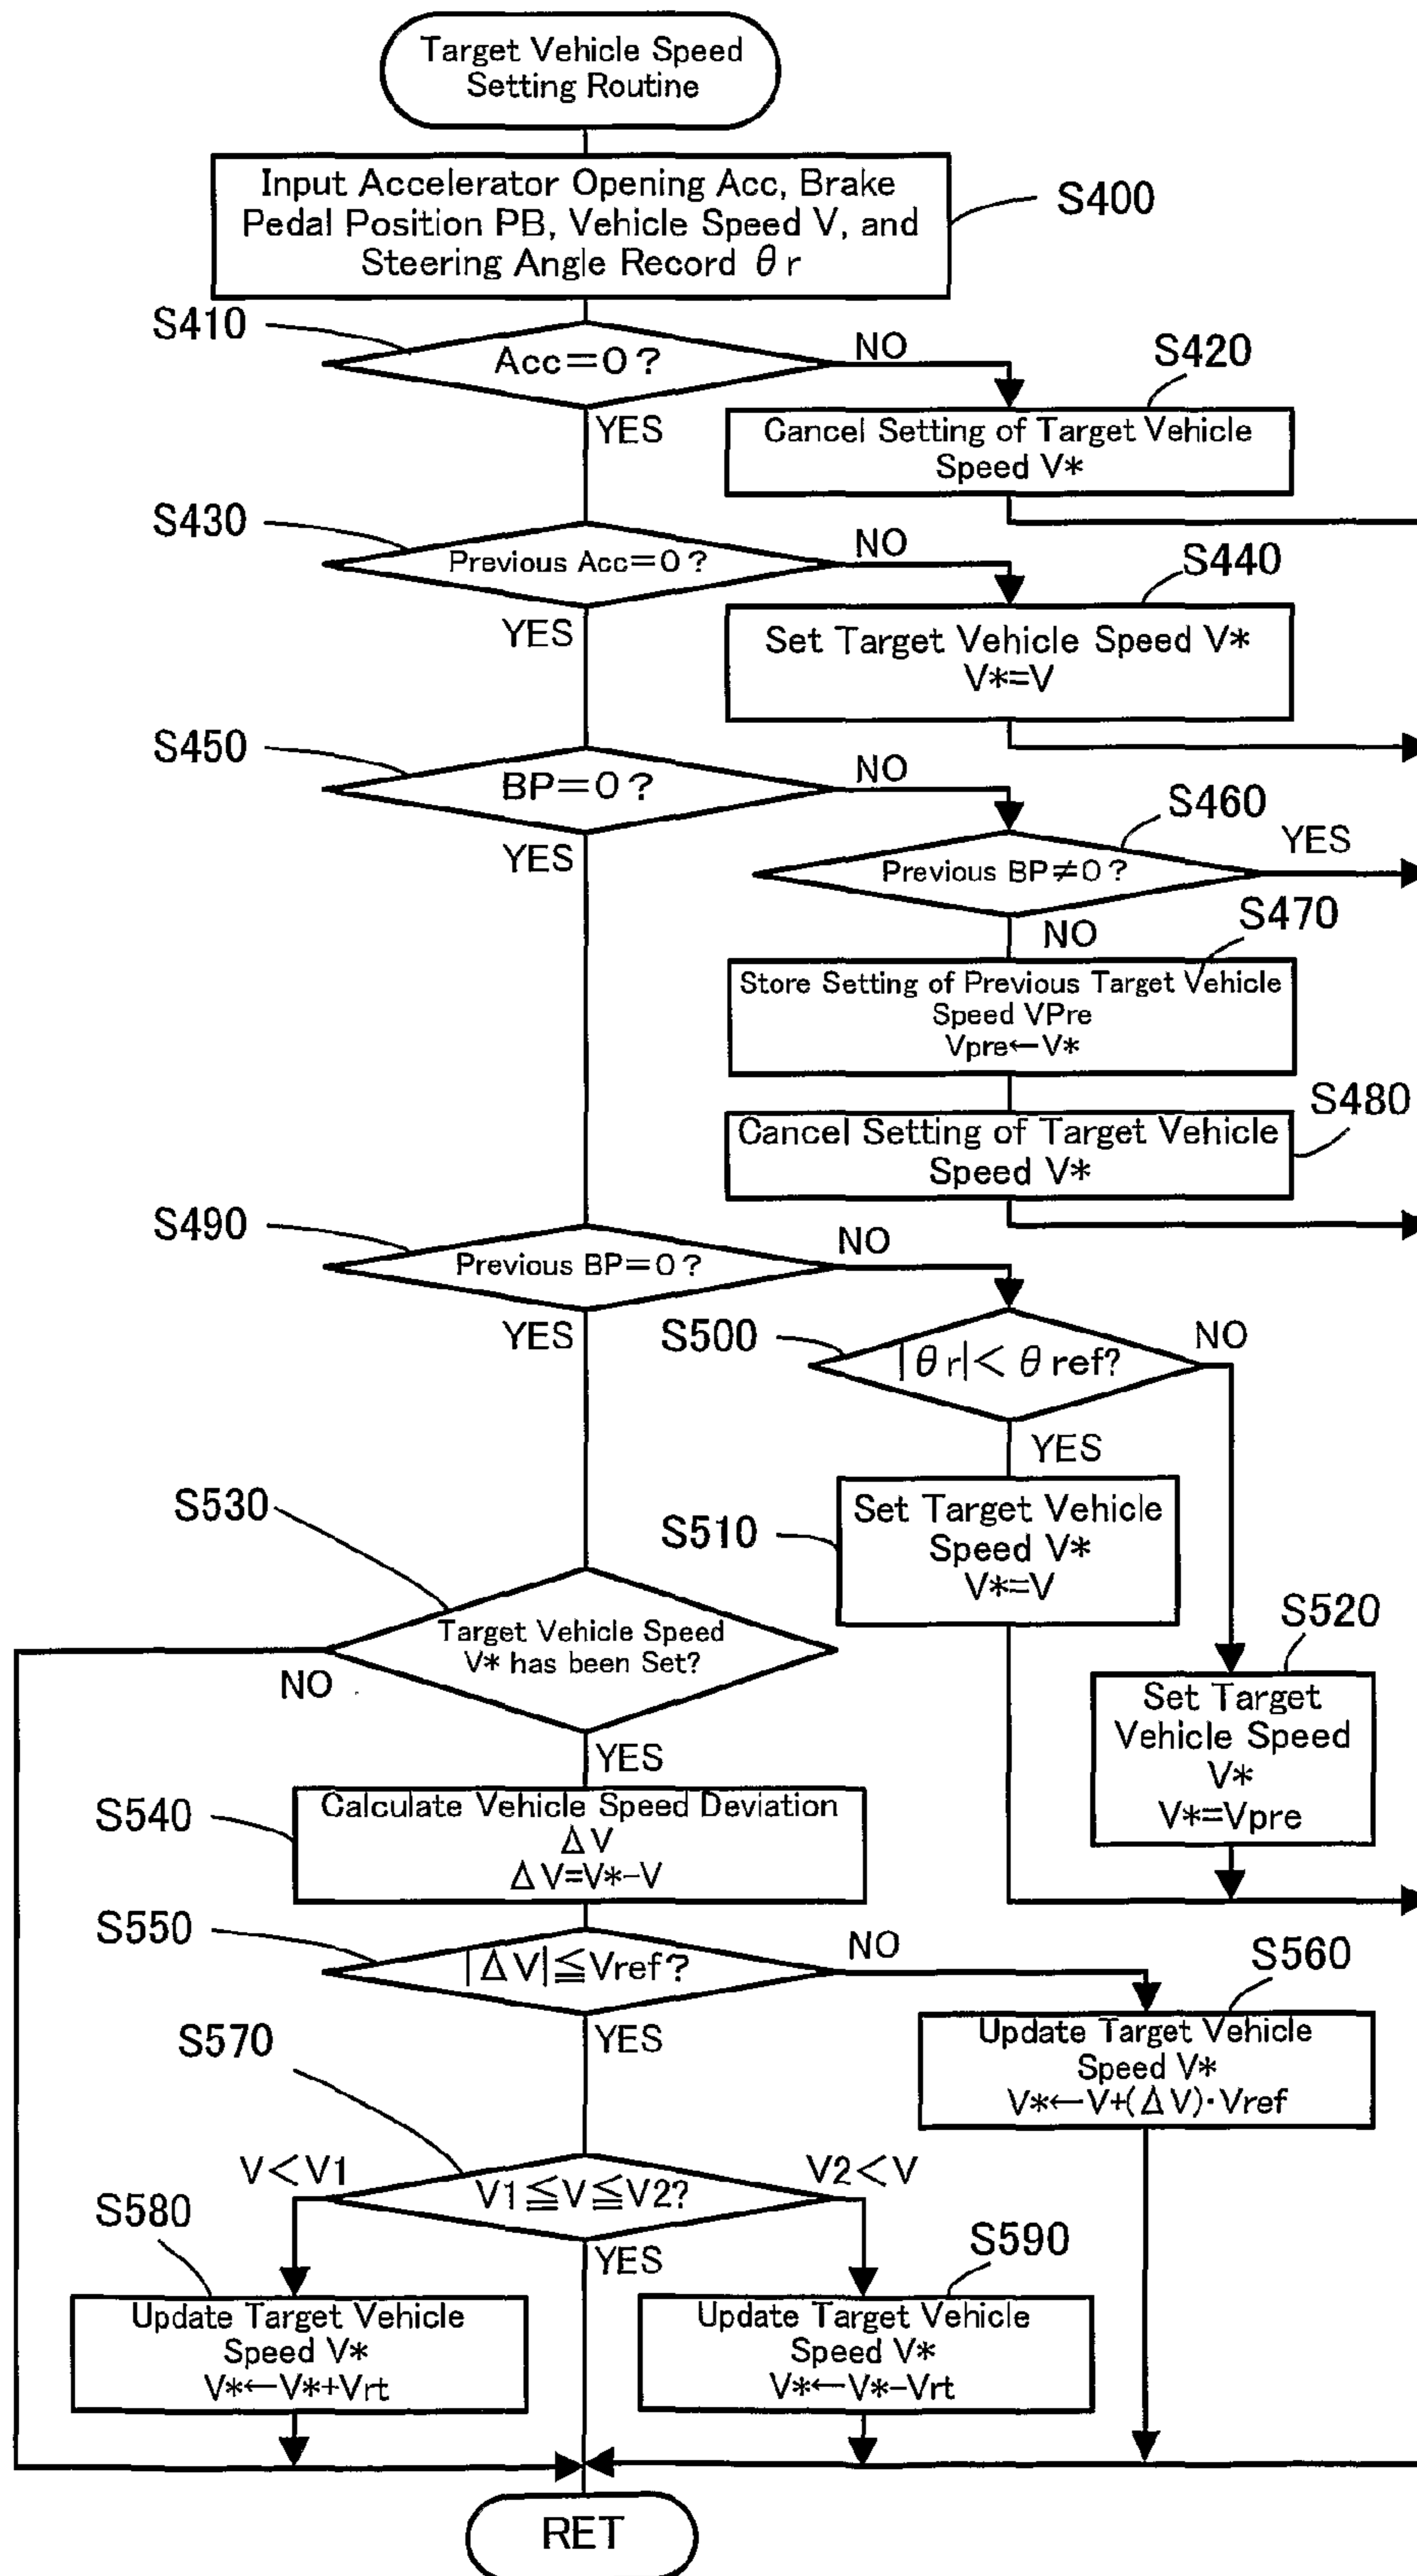 Target Vehicle Speed
Setting Routine
Input Accelerator Opening Acc, Brake
Pedal Position PB, Vehicle Speed V, and
Steering Angle Record θr
S400
S410
Acc=0?
NO
YES
S420
Cancel Setting of Target Vehicle
Speed V*
S430
Previous Acc=0?
NO
YES
S440
Set Target Vehicle Speed V*
V*=V
S450
BP=0?
NO
YES
S460
Previous BP≠0?
YES
NO
S470
Store Setting of Previous Target Vehicle
Speed VPre
Vpre←V*
S480
Cancel Setting of Target Vehicle
Speed V*
S490
Previous BP=0?
NO
YES
S500
|θr|<θref?
NO
YES
S510
Set Target Vehicle
Speed V*
V*=V
S520
Set Target
Vehicle Speed
V*
V*=Vpre
S530
Target Vehicle Speed
V* has been Set?
NO
YES
S540
Calculate Vehicle Speed Deviation
ΔV
ΔV=V*-V
S550
|ΔV|≦Vref?
NO
YES
S560
Update Target Vehicle
Speed V*
V*←V+(ΔV)·Vref
S570
V<V1
V1≦V≦V2?
V2<V
YES
S580
Update Target Vehicle
Speed V*
V*←V*+Vrt
S590
Update Target Vehicle
Speed V*
V*←V*-Vrt
RET